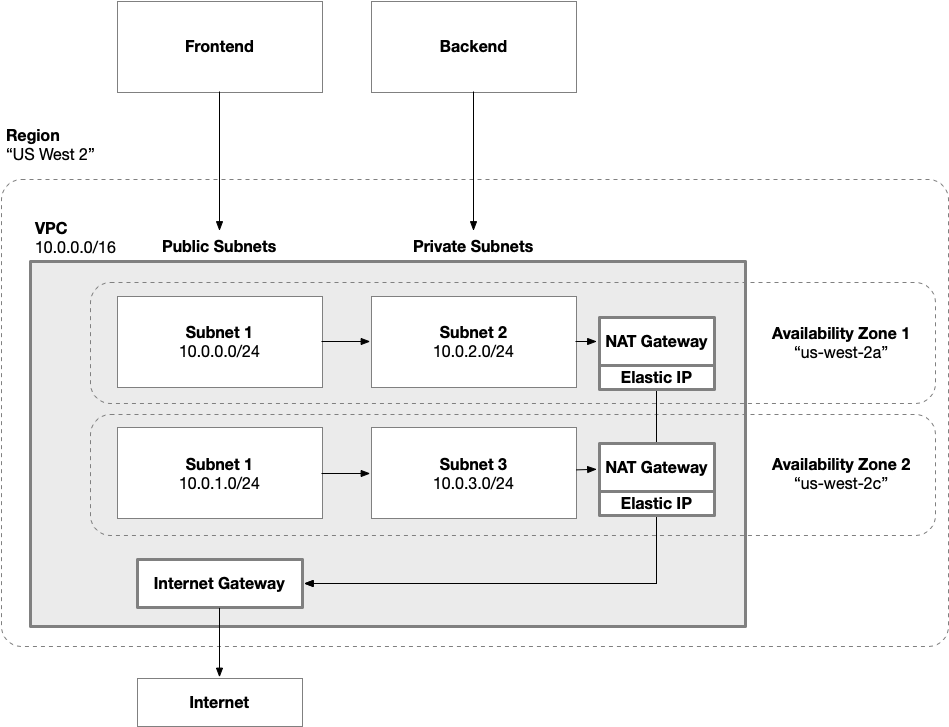 Frontend
Backend
Region
“US West 2”
VPC
10.0.0.0/16
Public Subnets
Private Subnets
Subnet 1
10.0.0.0/24
Subnet 2
10.0.2.0/24
NAT Gateway
Elastic IP
Availability Zone 1
“us-west-2a”
Subnet 1
10.0.1.0/24
Subnet 3
10.0.3.0/24
NAT Gateway
Elastic IP
Availability Zone 2
“us-west-2c”
Internet Gateway
Internet